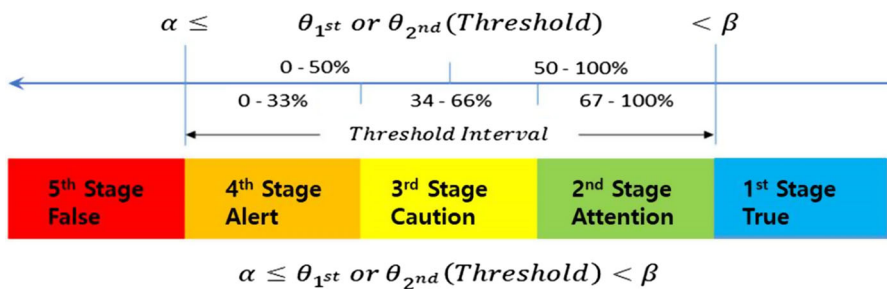 α ≤ θ1st or θ2nd(Threshold) < β
0 - 50% 50 - 100%
0 - 33% 34 - 66% 67 - 100%
Threshold Interval
5th Stage 4th Stage 3rd Stage 2nd Stage 1st Stage
False Alert Caution Attention True
α ≤ θ1st or θ2nd(Threshold) < β